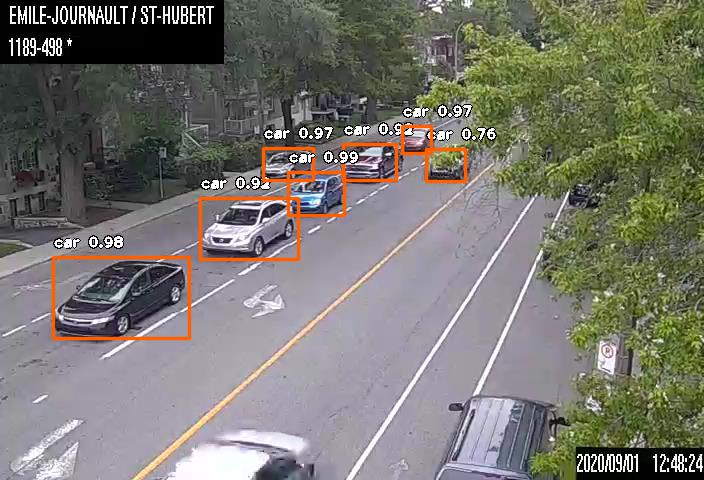 EMILE-JOURNAULT / ST-HUBERT
1189-498 *
car 0.97
car 0.97
car 0.76
car 0.99
car 0.98
P
2020/09/01 12:48:24